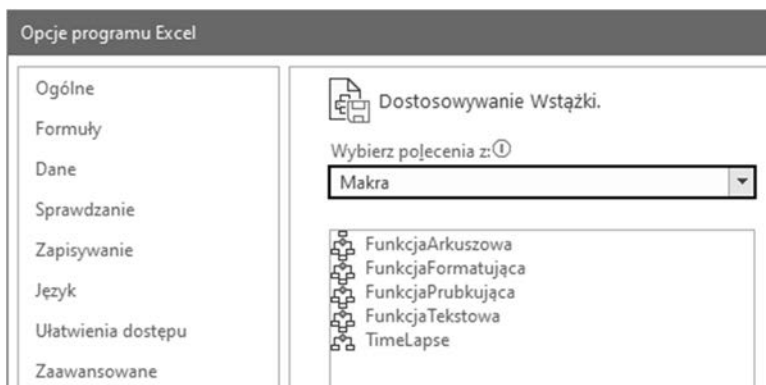 Opcje programu Excel
Ogólne
Formuły
Dane
Sprawdzanie
Zapisywanie
Język
Ułatwienia dostępu
Zaawansowane
Dostosowywanie Wstążki.
Wybierz polecenia z:
Makra
FunkcjaArkuszowa
FunkcjaFormatująca
FunkcjaPrubkująca
FunkcjaTekstowa
TimeLapse